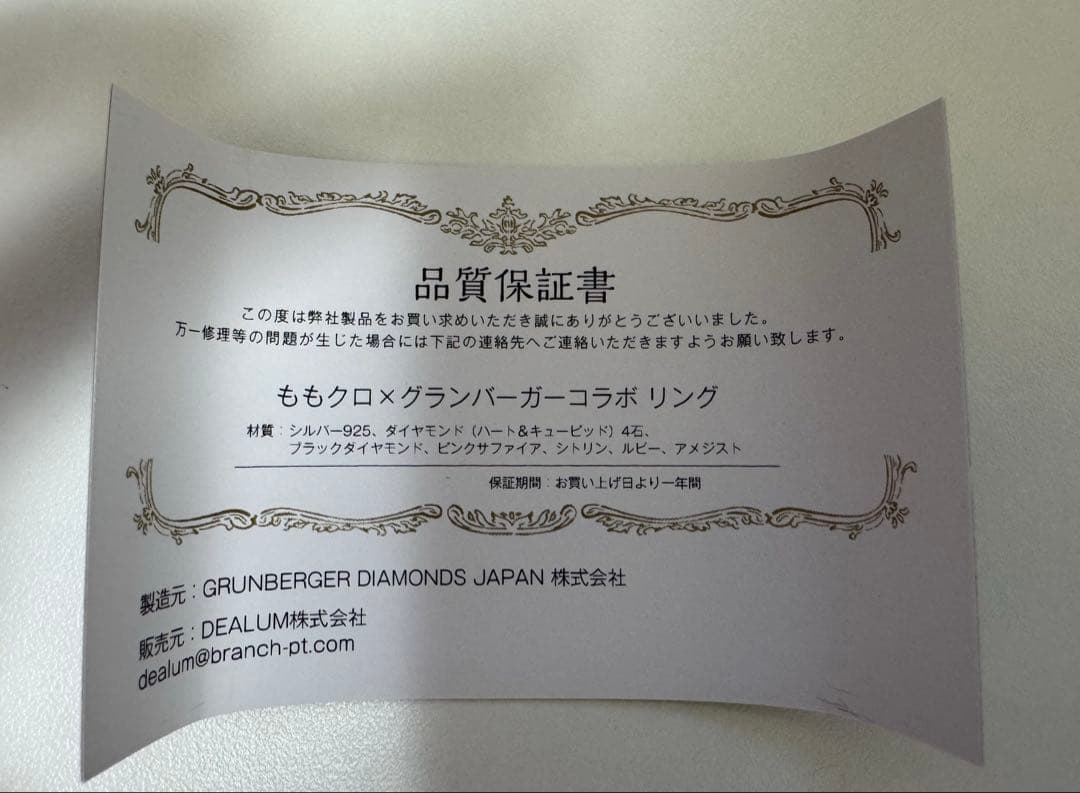 品質保証書
この度は弊社製品をお買い求めいただき誠にありがとうございいました。
万一修理等の問題が生じた場合には下記の連絡先へご連絡いただきますようお願い致します。
ももクロ×グランバーガーコラボ リング
材質：シルバー925、ダイヤモンド（ハート&キューピッド）4石、
ブラックダイヤモンド、ピンクサファイア、シトリン、ルビー、アメジスト
保証期間：お買い上げ日より一年間
製造元：GRUNBERGER DIAMONDS JAPAN 株式会社
販売元：DEALUM株式会社
dealum@branch-pt.com